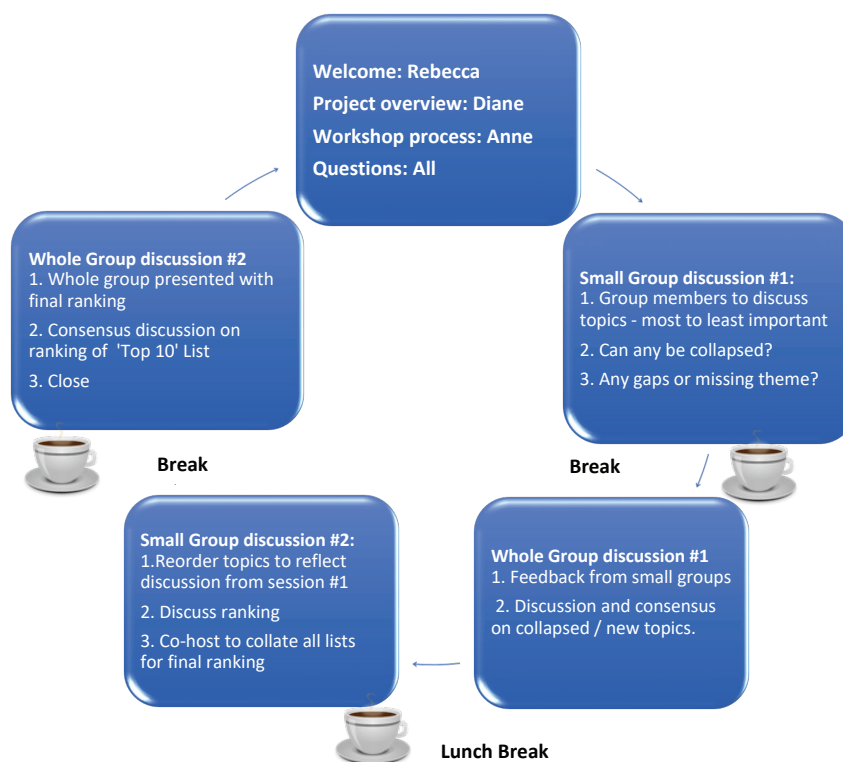 Welcome: Rebecca
Project overview: Diane
Workshop process: Anne
Questions: All
Small Group discussion #1:
1. Group members to discuss
topics - most to least important
2. Can any be collapsed?
3. Any gaps or missing theme?
Break
Whole Group discussion #1
1. Feedback from small groups
2. Discussion and consensus
on collapsed / new topics.
Lunch Break
Small Group discussion #2:
1.Reorder topics to reflect
discussion from session #1
2. Discuss ranking
3. Co-host to collate all lists
for final ranking
Break
Whole Group discussion #2
1. Whole group presented with
final ranking
2. Consensus discussion on
ranking of 'Top 10' List
3. Close